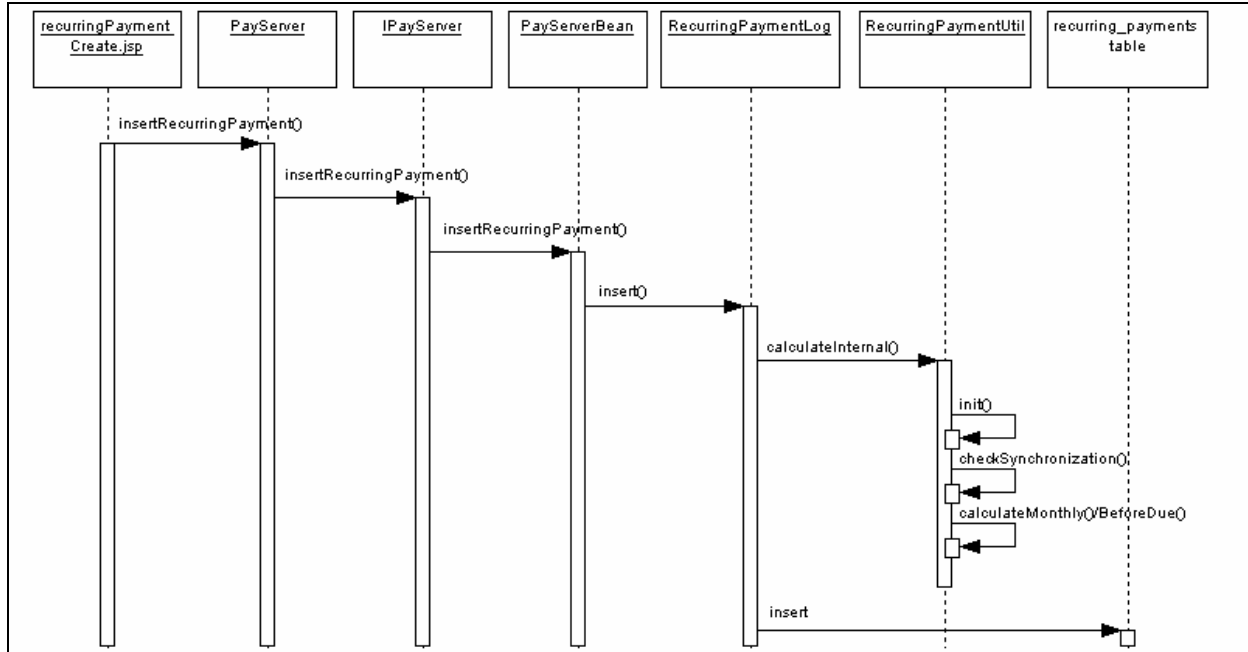 recurringPayment
Create.jsp
PayServer
IPayServer
PayServerBean
RecurringPaymentLog
RecurringPaymentUtil
recurring_payments
table
insertRecurringPayment()
insertRecurringPayment()
insertRecurringPayment()
insert()
calculateInternal()
init()
checkSynchronization()
calculateMonthly()/BeforeDue()
insert